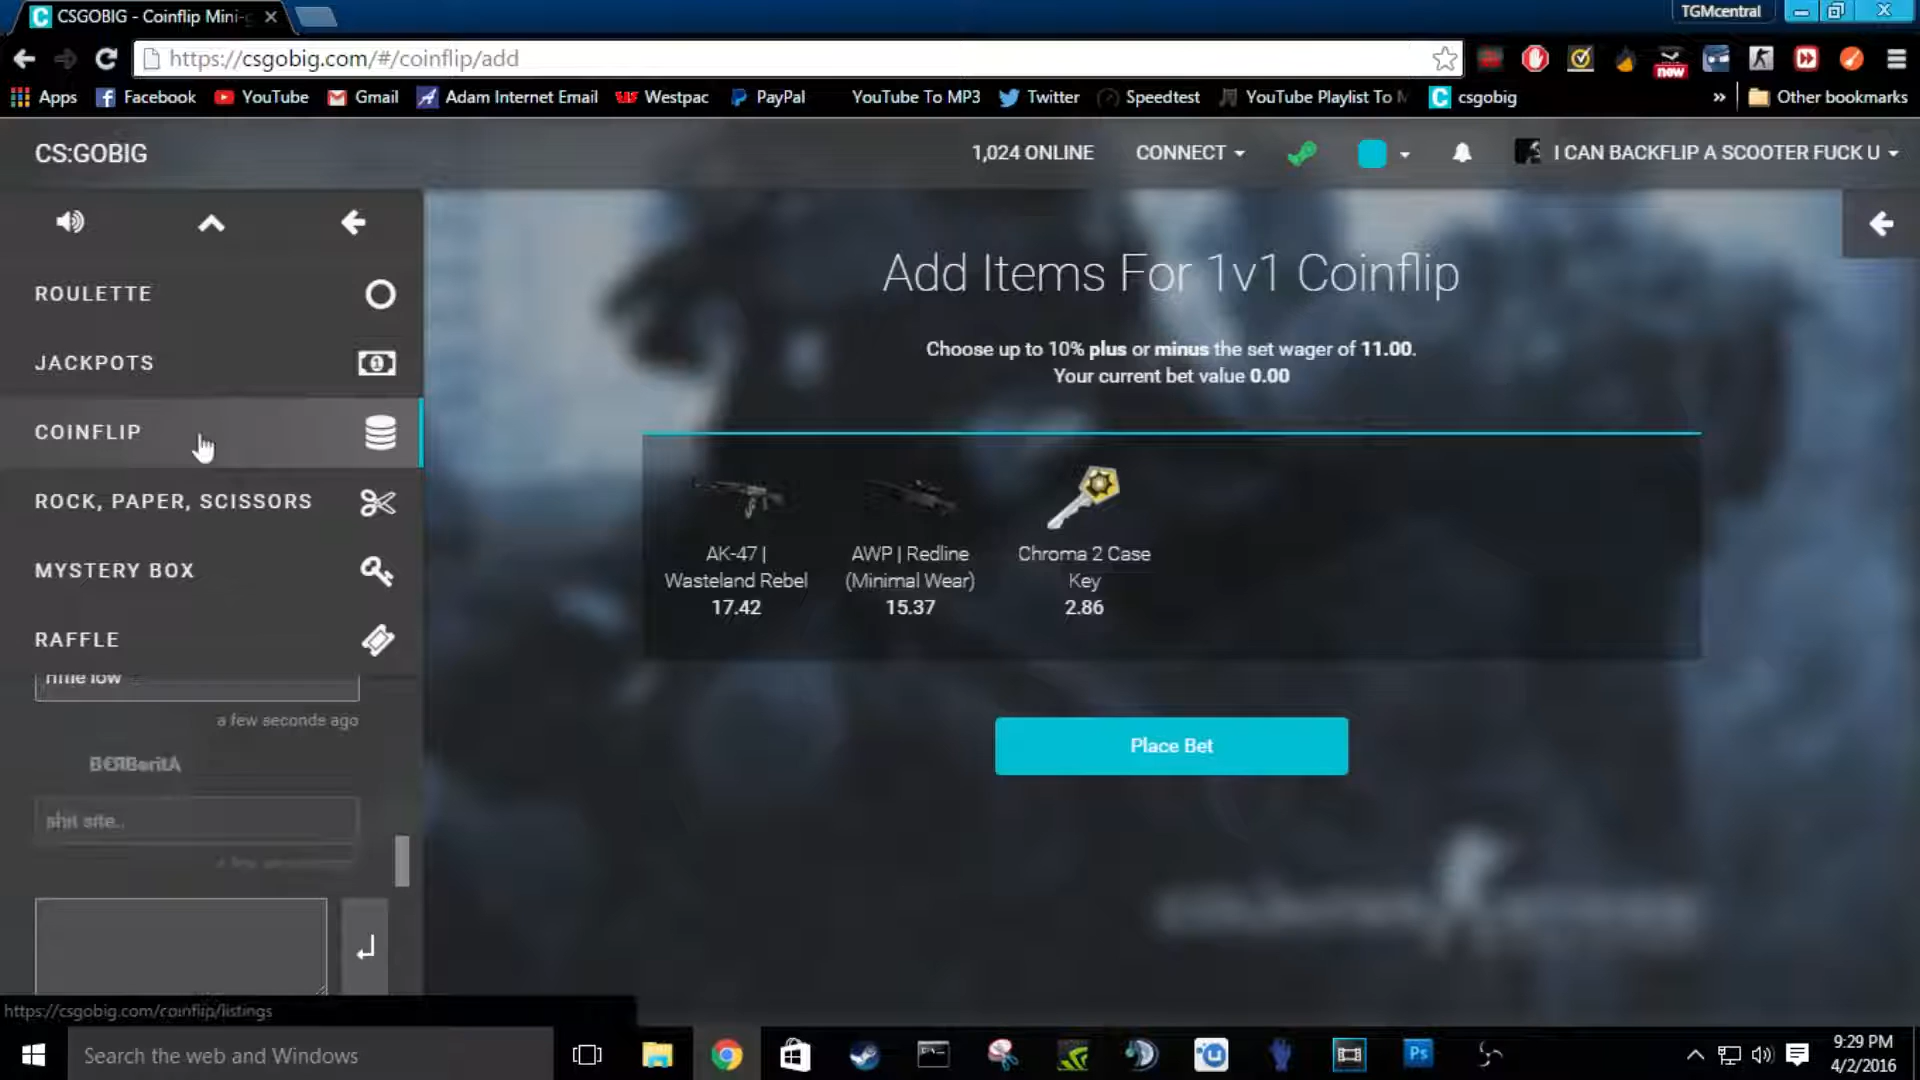 CSGOBIG - Coinflip Mini-g
TGMcentral
https://csgobig.com/#/coinflip/add
new
Apps
Facebook
YouTube
Gmail
Adam Internet Email
Westpac
PayPal
YouTube To MP3
Twitter
Speedtest
YouTube Playlist To M
csgobig
»
Other bookmarks
CS:GOBIG
1,024 ONLINE
CONNECT
I CAN BACKFLIP A SCOOTER FUCK U
ROULETTE
JACKPOTS
COINFLIP
ROCK, PAPER, SCISSORS
MYSTERY BOX
RAFFLE
low
a few seconds ago
shit site..
Add Items For 1v1 Coinflip
Choose up to 10% plus or minus the set wager of 11.00.
Your current bet value 0.00
AK-47 |
Wasteland Rebel
17.42
AWP | Redline
(Minimal Wear)
15.37
Chroma 2 Case
Key
2.86
Place Bet
https://csgobig.com/coinflip/listings
Search the web and Windows
Ps
9:29 PM
4/2/2016